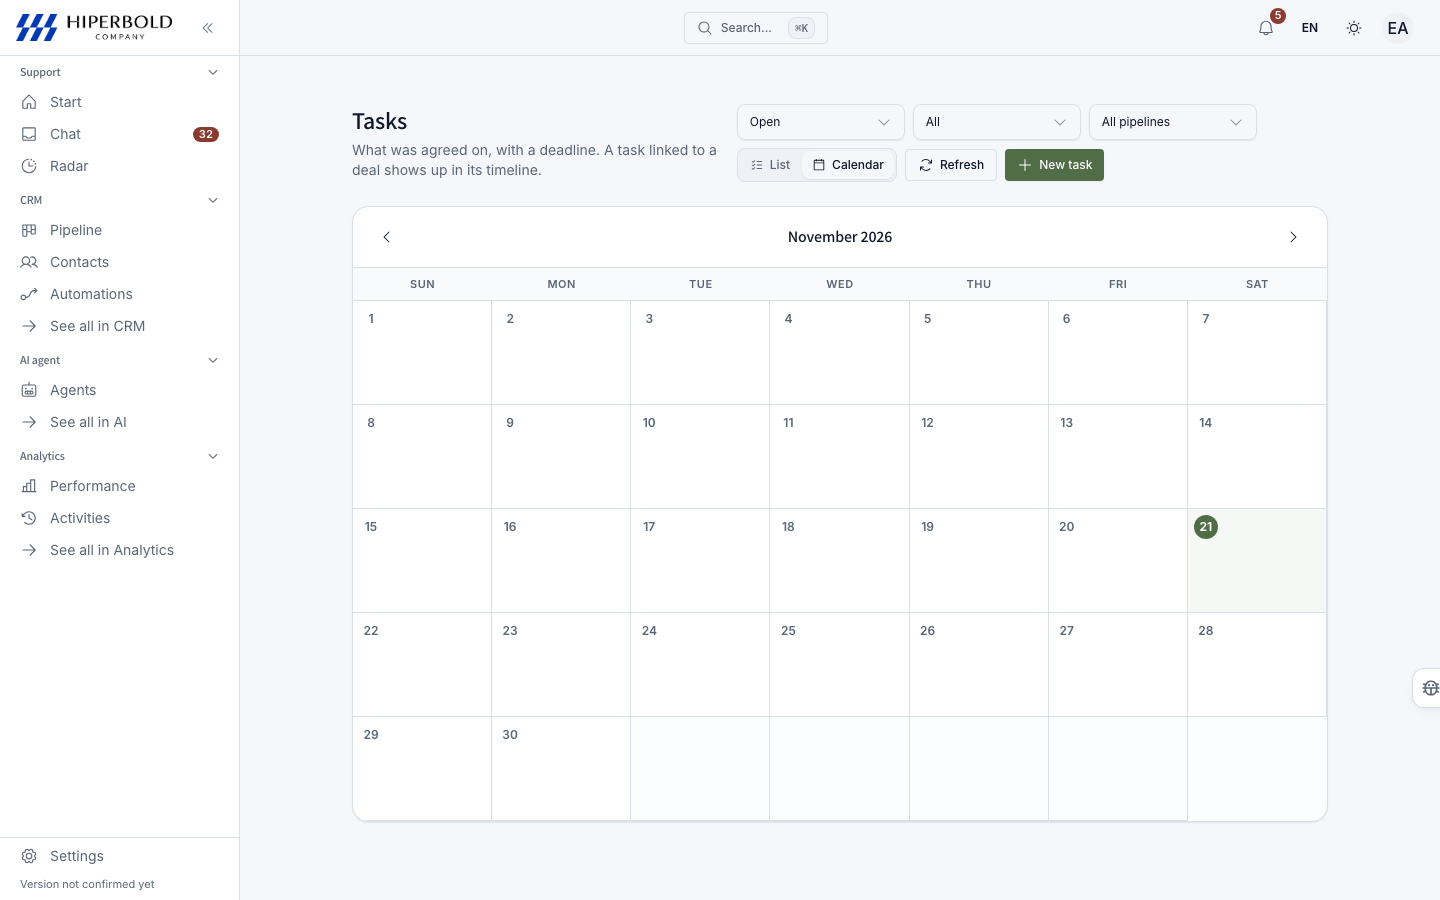 HIPERBOLD
COMPANY
Search...
⌘K
5
EN
EA
Support
Start
Chat
32
Radar
CRM
Pipeline
Contacts
Automations
See all in CRM
AI agent
Agents
See all in AI
Analytics
Performance
Activities
See all in Analytics
Settings
Version not confirmed yet
Tasks
What was agreed on, with a deadline. A task linked to a
deal shows up in its timeline.
Open
All
All pipelines
List
Calendar
Refresh
New task
November 2026
SUN MON TUE WED THU FRI SAT
1 2 3 4 5 6 7
8 9 10 11 12 13 14
15 16 17 18 19 20 21
22 23 24 25 26 27 28
29 30